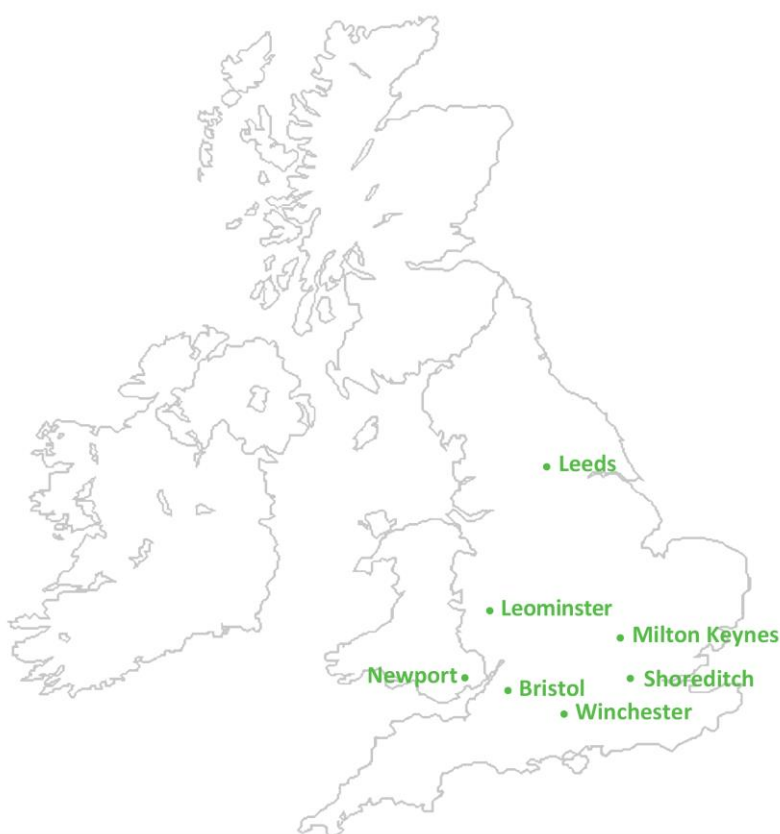 Leeds
Leominster
Milton Keynes
Newport
Shoreditch
Bristol
Winchester